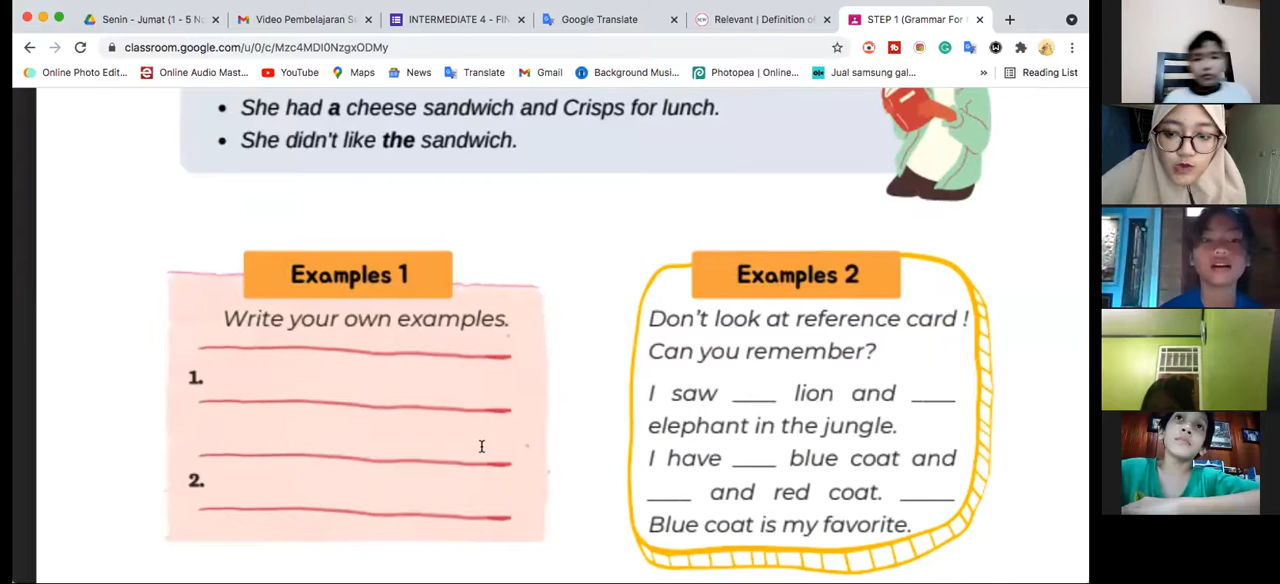 Senin - Jumat (1 - 5 No
Video Pembelajaran Se
INTERMEDIATE 4 - FIN
Google Translate
Relevant | Definition of
STEP 1 (Grammar For
classroom.google.com/u/0/c/Mzc4MDI0NzgxODMy
Online Photo Edit...
Online Audio Mast...
YouTube
Maps
News
Translate
Gmail
Background Musi...
Photopea | Online...
Jual samsung gal...
»
Reading List
• She had a cheese sandwich and Crisps for lunch.
• She didn't like the sandwich.
Examples 1
Write your own examples.
1.
2.
Examples 2
Don't look at reference card !
Can you remember?
I saw ____ lion and ____
elephant in the jungle.
I have ____ blue coat and
____ and red coat. _____
Blue coat is my favorite.